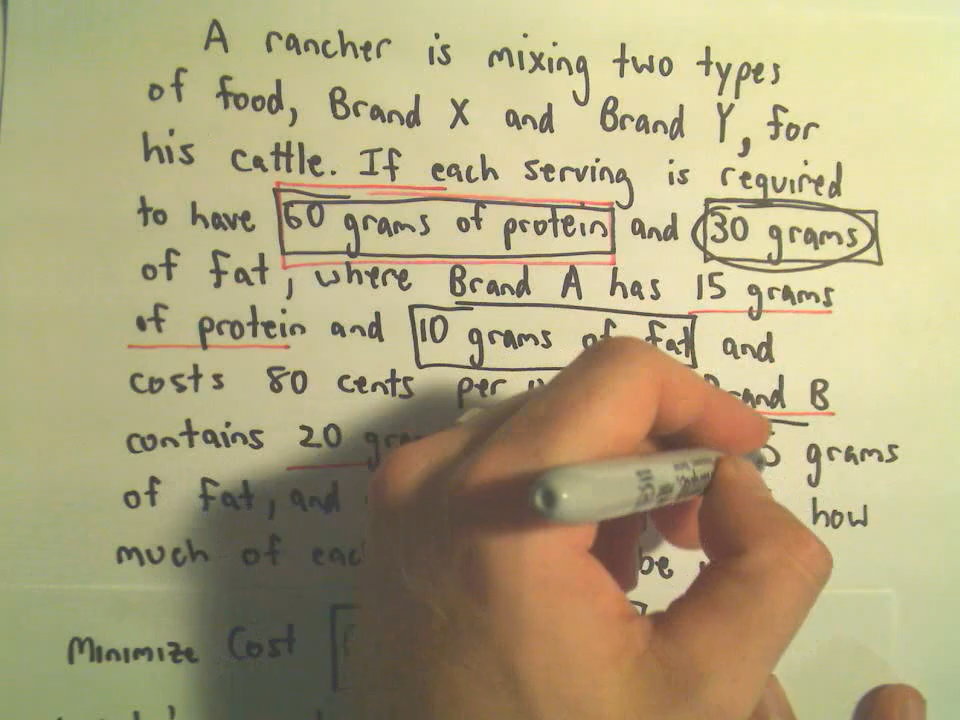 A rancher is mixing two types
of food, Brand X and Brand Y, for
his cattle. If each serving is required
to have 60 grams of protein and 30 grams
of fat, where Brand A has 15 grams
of protein and 10 grams of fat and
costs 80 cents per B
contains 20 grams
of fat, and how
much of be
Minimize Cost